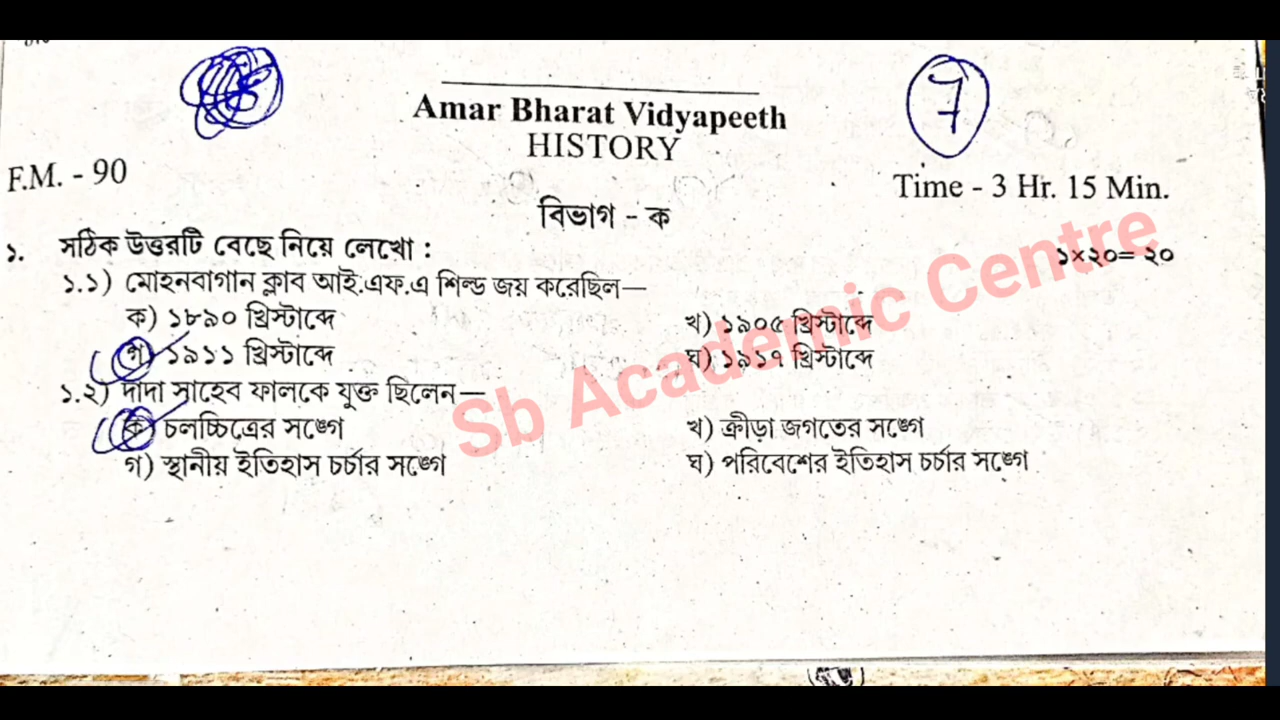 7
Amar Bharat Vidyapeeth
HISTORY
F.M. - 90
Time - 3 Hr. 15 Min.
বিভাগ - ক
১. সঠিক উত্তরটি বেছে নিয়ে লেখো : ১×২০= ২০
১.১) মোহনবাগান ক্লাব আই.এফ.এ শিল্ড জয় করেছিল—
ক) ১৮৯০ খ্রিস্টাব্দে খ) ১৯০৫ খ্রিস্টাব্দে
গ) ১৯১১ খ্রিস্টাব্দে ঘ) ১৯১৭ খ্রিস্টাব্দে
১.২) দাদা সাহেব ফালকে যুক্ত ছিলেন—
ক) চলচ্চিত্রের সঙ্গে খ) ক্রীড়া জগতের সঙ্গে
গ) স্থানীয় ইতিহাস চর্চার সঙ্গে ঘ) পরিবেশের ইতিহাস চর্চার সঙ্গে
Sb Academic Centre